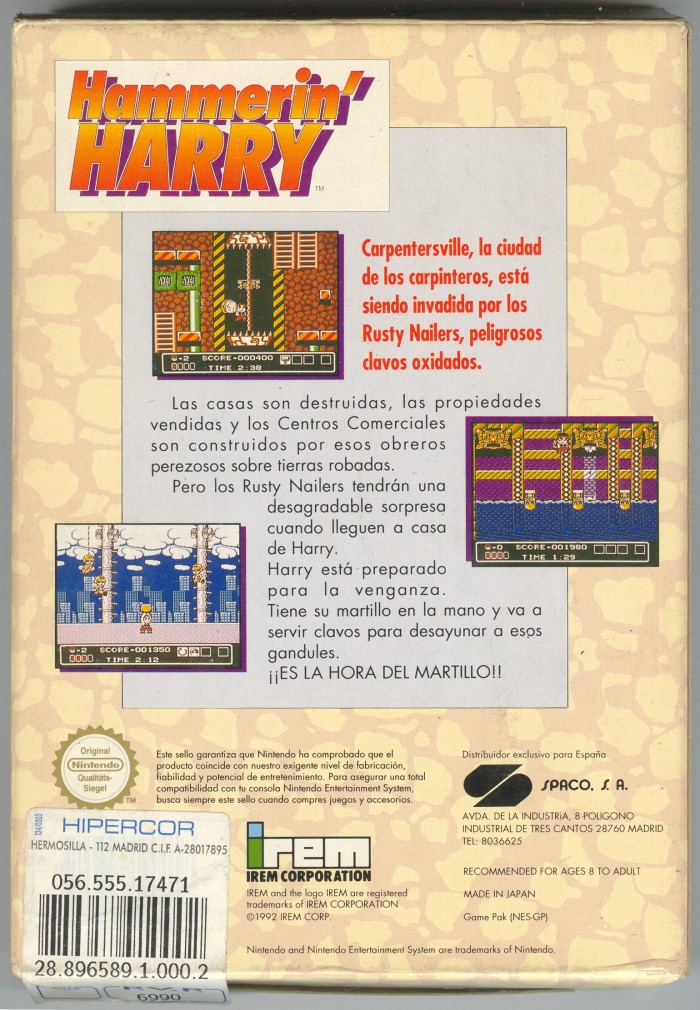 Hammerin'
HARRY
TM
Carpentersville, la ciudad
de los carpinteros, está
siendo invadida por los
Rusty Nailers, peligrosos
clavos oxidados.
-2 SCORE-000400
TIME 2:38
Las casas son destruidas, las propiedades
vendidas y los Centros Comerciales
son construidos por esos obreros
perezosos sobre tierras robadas.
Pero los Rusty Nailers tendrán una
desagradable sorpresa
cuando lleguen a casa
de Harry.
Harry está preparado
para la venganza.
Tiene su martillo en la mano y va a
servir clavos para desayunar a esos
gandules.
¡¡ES LA HORA DEL MARTILLO!!
-0 SCORE-001980
TIME 1:29
-2 SCORE-001350
TIME 2:12
Original
Nintendo
Qualitäts-
Siegel
TM
Este sello garantiza que Nintendo ha comprobado que el
producto coincide con nuestro exigente nivel de fabricación,
fiabilidad y potencial de entretenimiento. Para asegurar una total
compatibilidad con tu consola Nintendo Entertainment System,
busca siempre este sello cuando compres juegos y accesorios.
Distribuidor exclusivo para España
SPACO, S. A.
AVDA. DE LA INDUSTRiA, 8 POLIGONO
INDUSTRIAL DE TRES CANTOS 28760 MADRID
TEL: 8036625
HIPERCOR
HERMOSILLA - 112 MADRID C.I.F. A-28017895
056.555.17471
28.896589.1.000.2
6990
irem
IREM CORPORATION
IREM and the logo IREM are registered
trademarks of IREM CORPORATION
©1992 IREM CORP.
RECOMMENDED FOR AGES 8 TO ADULT
MADE IN JAPAN
Game Pak (NES-GP)
Nintendo and Nintendo Entertainment System are trademarks of Nintendo.